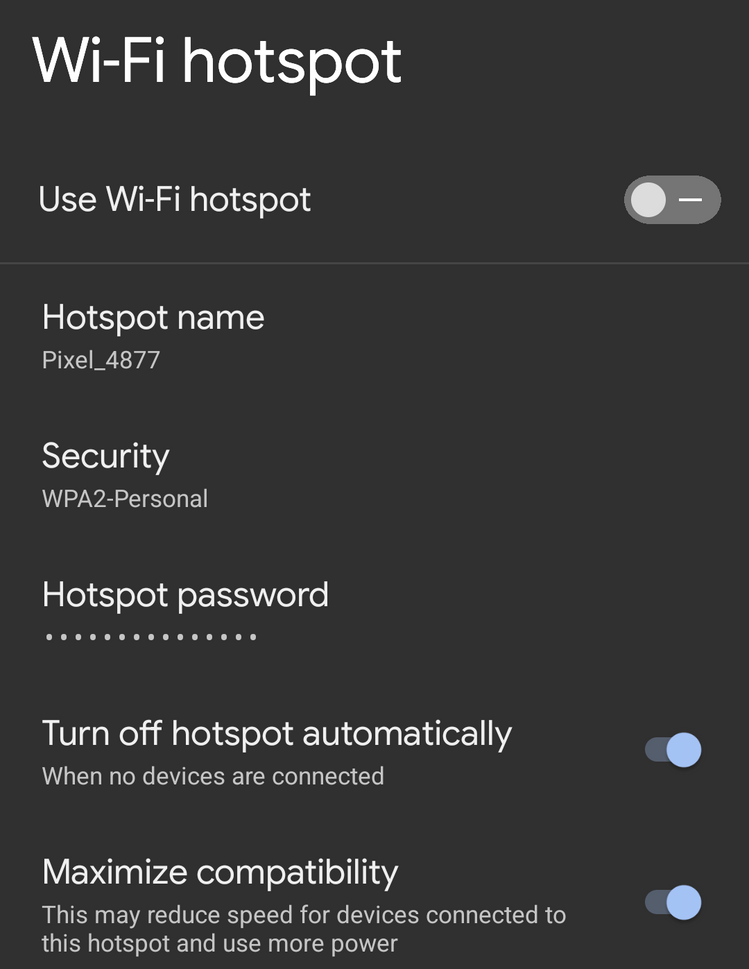 Wi-Fi hotspot
Use Wi-Fi hotspot
Hotspot name
Pixel_4877
Security
WPA2-Personal
Hotspot password
···············
Turn off hotspot automatically
When no devices are connected
Maximize compatibility
This may reduce speed for devices connected to
this hotspot and use more power